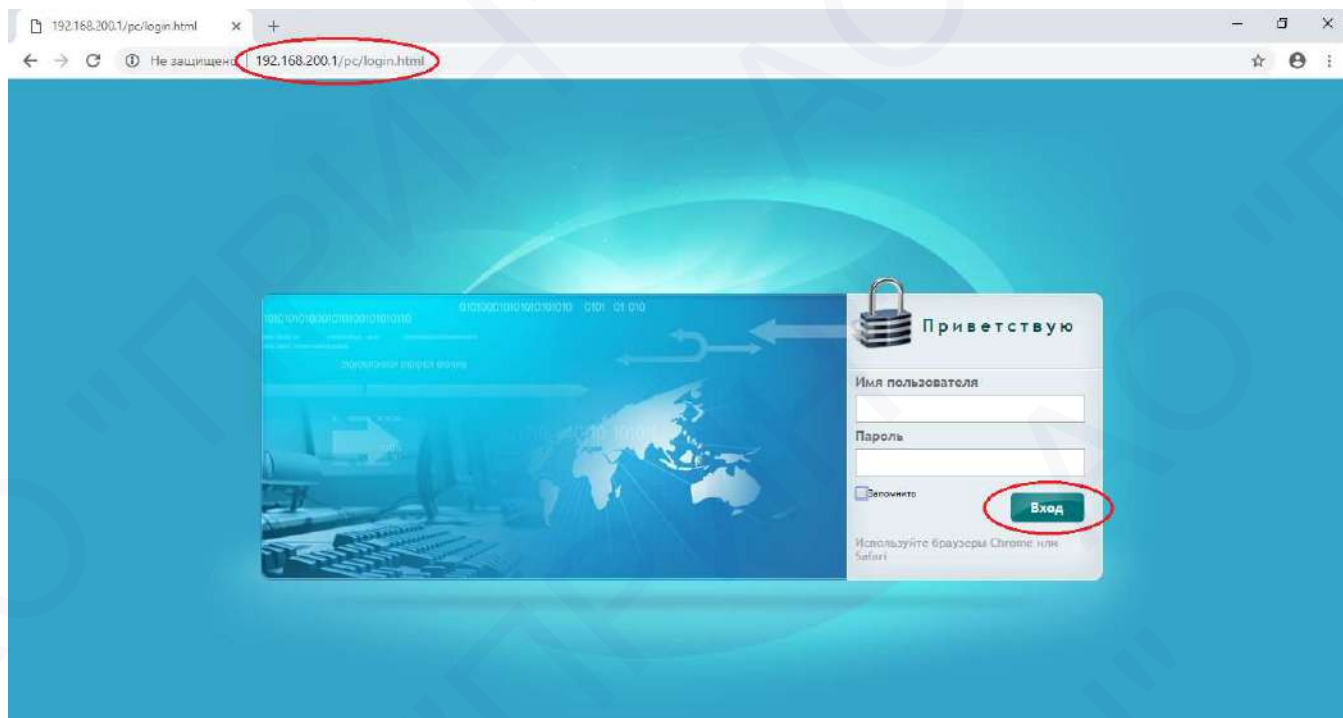 192.168.200.1/pc/login.html
Не защищено 192.168.200.1/pc/login.html
Приветствую
Имя пользователя
Пароль
Запомнить
Вход
Используйте браузеры Chrome или
Safari